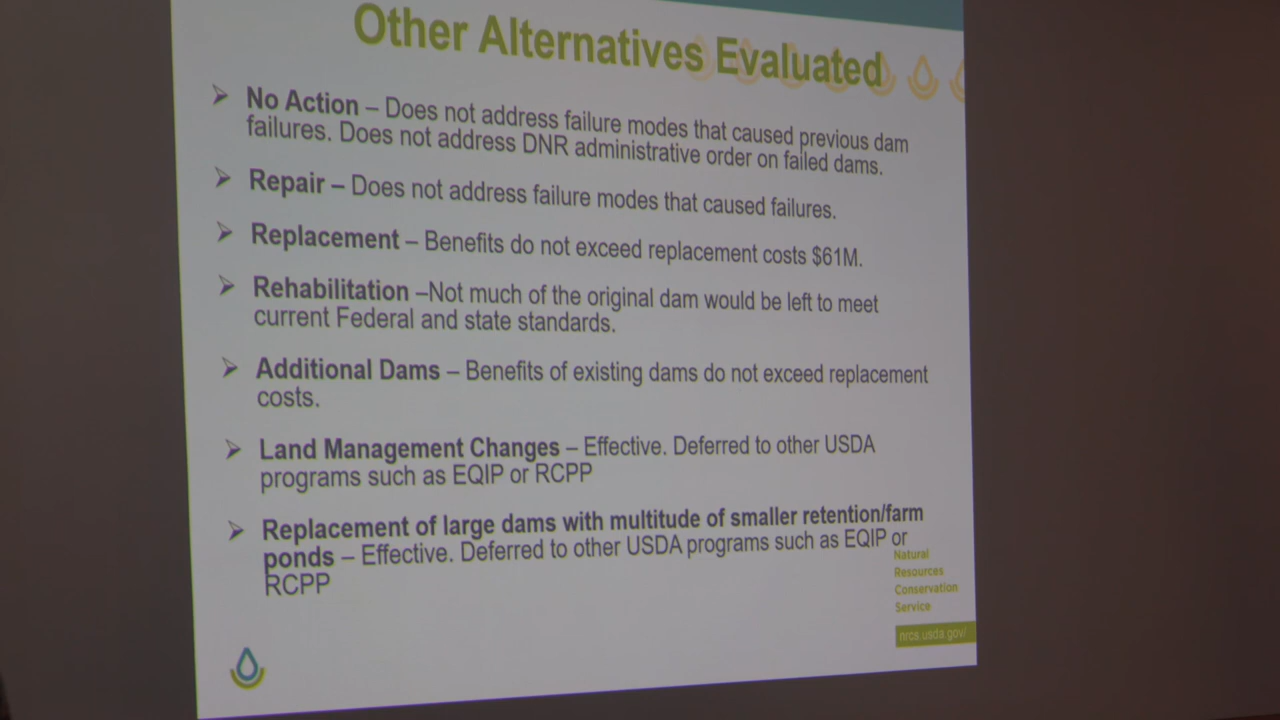 Other Alternatives Evaluated
➢ No Action – Does not address failure modes that caused previous dam
failures. Does not address DNR administrative order on failed dams.
➢ Repair – Does not address failure modes that caused failures.
➢ Replacement – Benefits do not exceed replacement costs $61M.
➢ Rehabilitation –Not much of the original dam would be left to meet
current Federal and state standards.
➢ Additional Dams – Benefits of existing dams do not exceed replacement
costs.
➢ Land Management Changes – Effective. Deferred to other USDA
programs such as EQIP or RCPP
➢ Replacement of large dams with multitude of smaller retention/farm
ponds – Effective. Deferred to other USDA programs such as EQIP or
RCPP
Natural
Resources
Conservation
Service
nrcs.usda.gov/